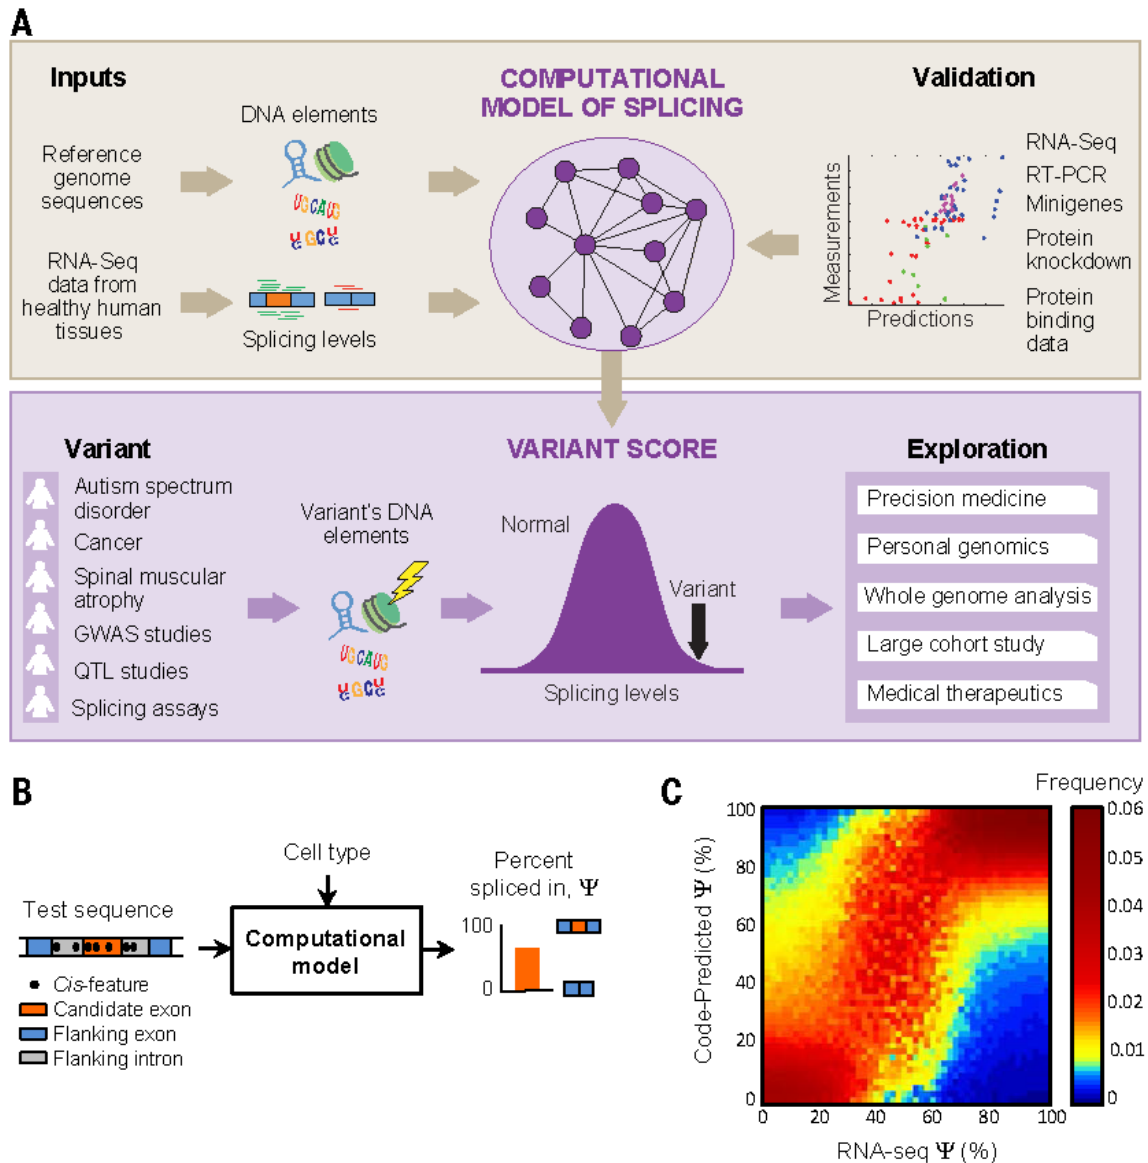 A
Inputs
COMPUTATIONAL
MODEL OF SPLICING
Validation
DNA elements
Reference
genome
sequences
UGCAUG
RNA-Seq
data from
healthy human
tissues
Splicing levels
Measurements
Predictions
RNA-Seq
RT-PCR
Minigenes
Protein
knockdown
Protein
binding
data
Variant
VARIANT SCORE
Exploration
Autism spectrum
disorder
Cancer
Spinal muscular
atrophy
GWAS studies
QTL studies
Splicing assays
Variant's DNA
elements
UGCAUG
Normal
Variant
Splicing levels
Precision medicine
Personal genomics
Whole genome analysis
Large cohort study
Medical therapeutics
B
Cell type
Test sequence
Computational
model
Percent
spliced in, Ψ
100
0
Cis-feature
Candidate exon
Flanking exon
Flanking intron
C
Frequency
Code-Predicted Ψ (%)
100
80
60
40
20
0
0 20 40 60 80 100
RNA-seq Ψ (%)
0.06
0.05
0.04
0.03
0.02
0.01
0